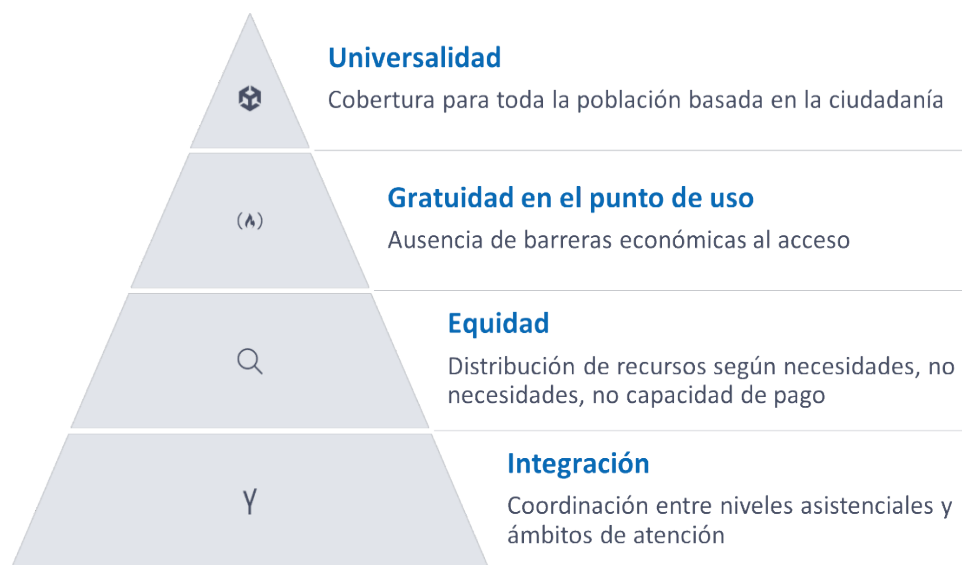 Universalidad
Cobertura para toda la población basada en la ciudadanía
Gratuidad en el punto de uso
Ausencia de barreras económicas al acceso
Equidad
Distribución de recursos según necesidades, no
necesidades, no capacidad de pago
Integración
Coordinación entre niveles asistenciales y
ámbitos de atención